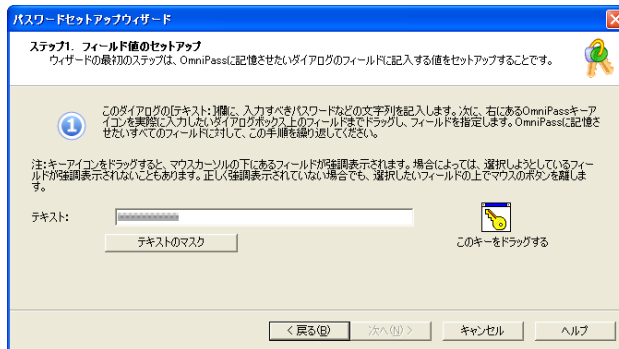 パスワードセットアップウィザード
ステップ1. フィールド値のセットアップ
ウィザードの最初のステップは、OmniPassに記憶させたいダイアログのフィールドに記入する値をセットアップすることです。
このダイアログの[テキスト:]欄に、入力すべきパスワードなどの文字列を記入します。次に、右にあるOmniPassキーア
イコンを実際に入力したいダイアログボックス上のフィールドまでドラッグし、フィールドを指定します。OmniPassに記憶さ
せたいすべてのフィールドに対して、この手順を繰り返してください。
注:キーアイコンをドラッグすると、マウスカーソルの下にあるフィールドが強調表示されます。場合によっては、選択しようとしているフィー
ルドが強調表示されないこともあります。正しく強調表示されていない場合でも、選択したいフィールドの上でマウスのボタンを離しま
す。
テキスト:
テキストのマスク
このキーをドラッグする
< 戻る(B)
次へ(N) >
キャンセル
ヘルプ